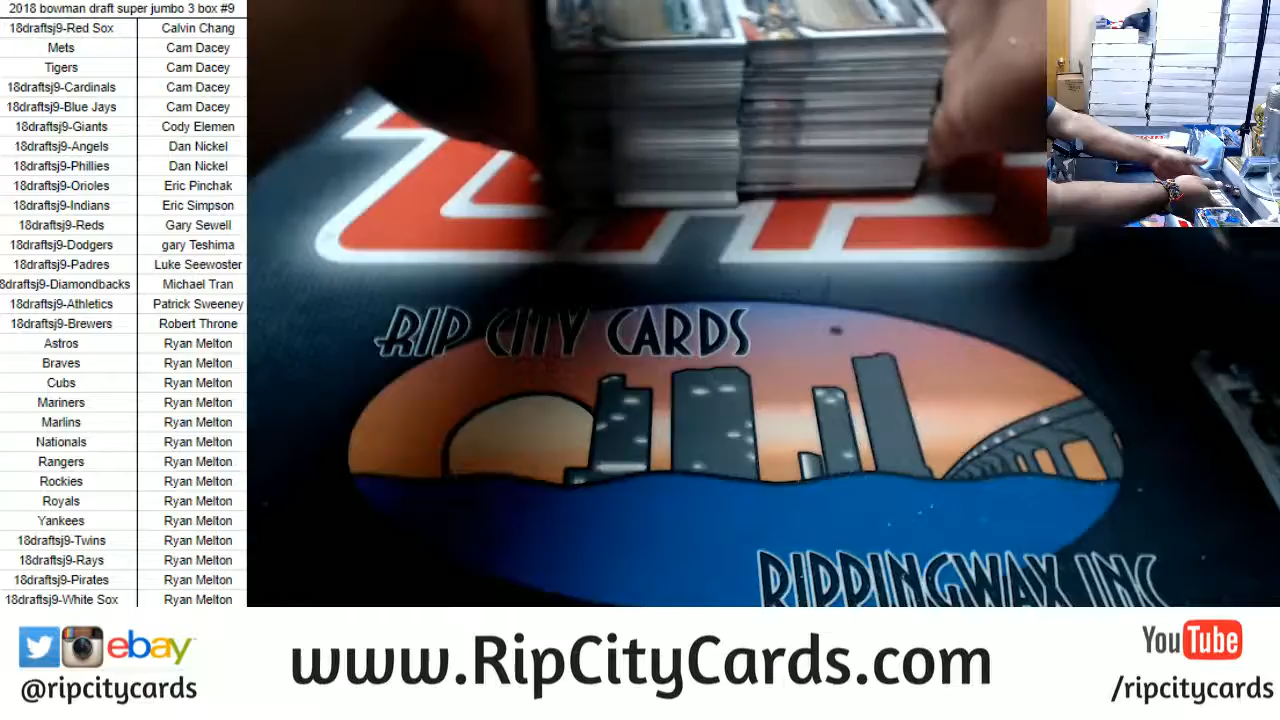 2018 bowman draft super jumbo 3 box #9
18draftsj9-Red Sox Calvin Chang
Mets Cam Dacey
Tigers Cam Dacey
18draftsj9-Cardinals Cam Dacey
18draftsj9-Blue Jays Cam Dacey
18draftsj9-Giants Cody Elemen
18draftsj9-Angels Dan Nickel
18draftsj9-Phillies Dan Nickel
18draftsj9-Orioles Eric Pinchak
18draftsj9-Indians Eric Simpson
18draftsj9-Reds Gary Sewell
18draftsj9-Dodgers gary Teshima
18draftsj9-Padres Luke Seewoster
8draftsj9-Diamondbacks Michael Tran
18draftsj9-Athletics Patrick Sweeney
18draftsj9-Brewers Robert Throne
Astros Ryan Melton
Braves Ryan Melton
Cubs Ryan Melton
Mariners Ryan Melton
Marlins Ryan Melton
Nationals Ryan Melton
Rangers Ryan Melton
Rockies Ryan Melton
Royals Ryan Melton
Yankees Ryan Melton
18draftsj9-Twins Ryan Melton
18draftsj9-Rays Ryan Melton
18draftsj9-Pirates Ryan Melton
18draftsj9-White Sox Ryan Melton
RIP CITY CARDS
RIPPINGWAX INC
ebay
@ripcitycards
www.RipCityCards.com
YouTube
/ripcitycards